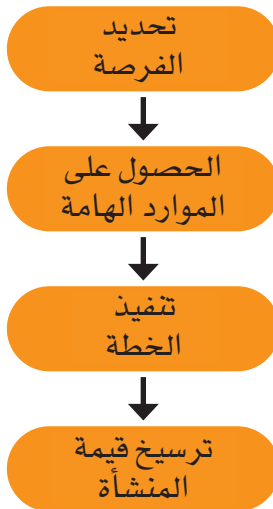 تحديد
الفرصة
الحصول على
الموارد الهامة
تنفيذ
الخطة
ترسيخ قيمة
المنشأة